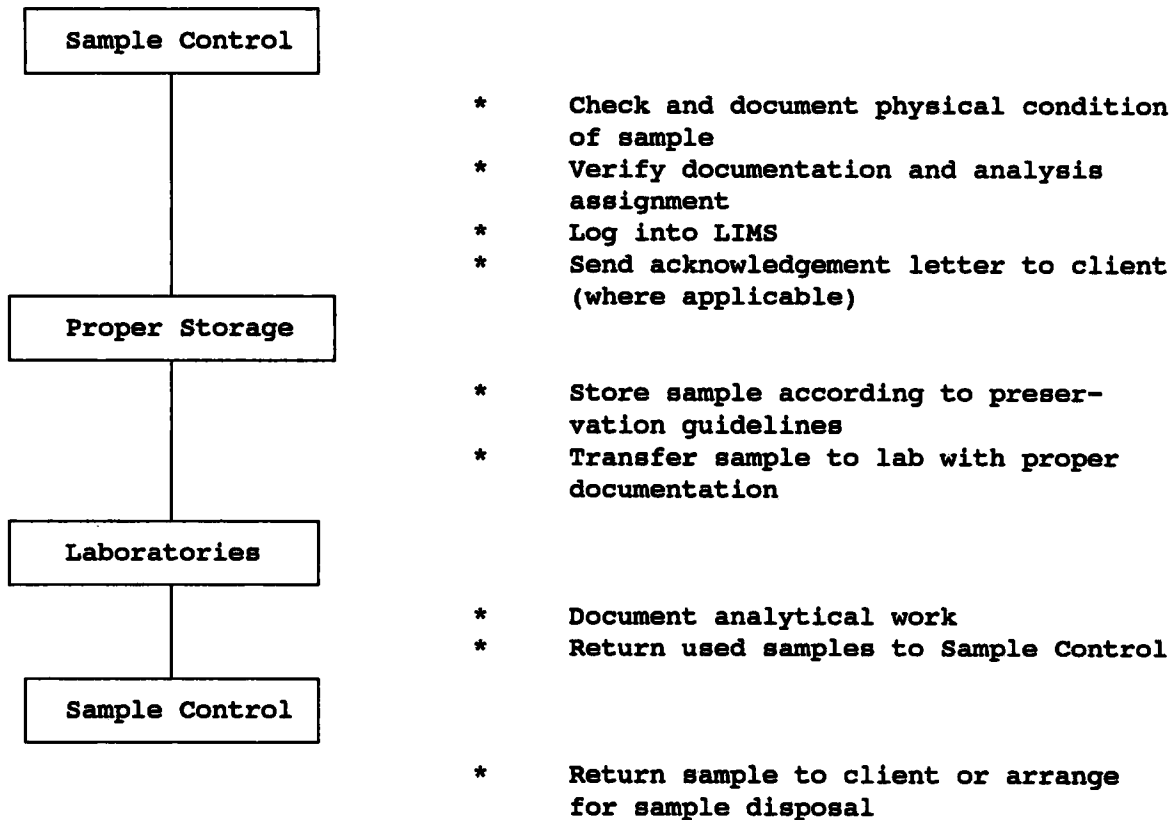 Sample Control
* Check and document physical condition
of sample
* Verify documentation and analysis
assignment
* Log into LIMS
* Send acknowledgement letter to client
(where applicable)
Proper Storage
* Store sample according to preser-
vation guidelines
* Transfer sample to lab with proper
documentation
Laboratories
* Document analytical work
* Return used samples to Sample Control
Sample Control
* Return sample to client or arrange
for sample disposal